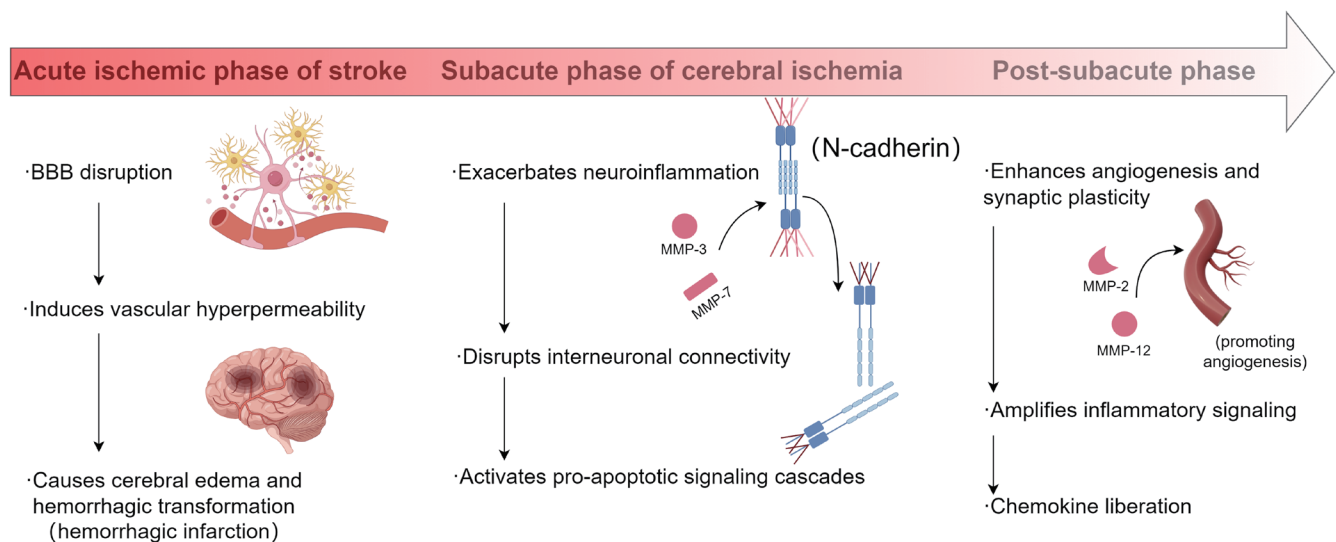 Acute ischemic phase of stroke
Subacute phase of cerebral ischemia
Post-subacute phase
·BBB disruption
·Induces vascular hyperpermeability
·Causes cerebral edema and
hemorrhagic transformation
(hemorrhagic infarction)
·Exacerbates neuroinflammation
(N-cadherin)
MMP-3
MMP-7
·Disrupts interneuronal connectivity
·Activates pro-apoptotic signaling cascades
·Enhances angiogenesis and
synaptic plasticity
MMP-2
MMP-12
(promoting
angiogenesis)
·Amplifies inflammatory signaling
·Chemokine liberation